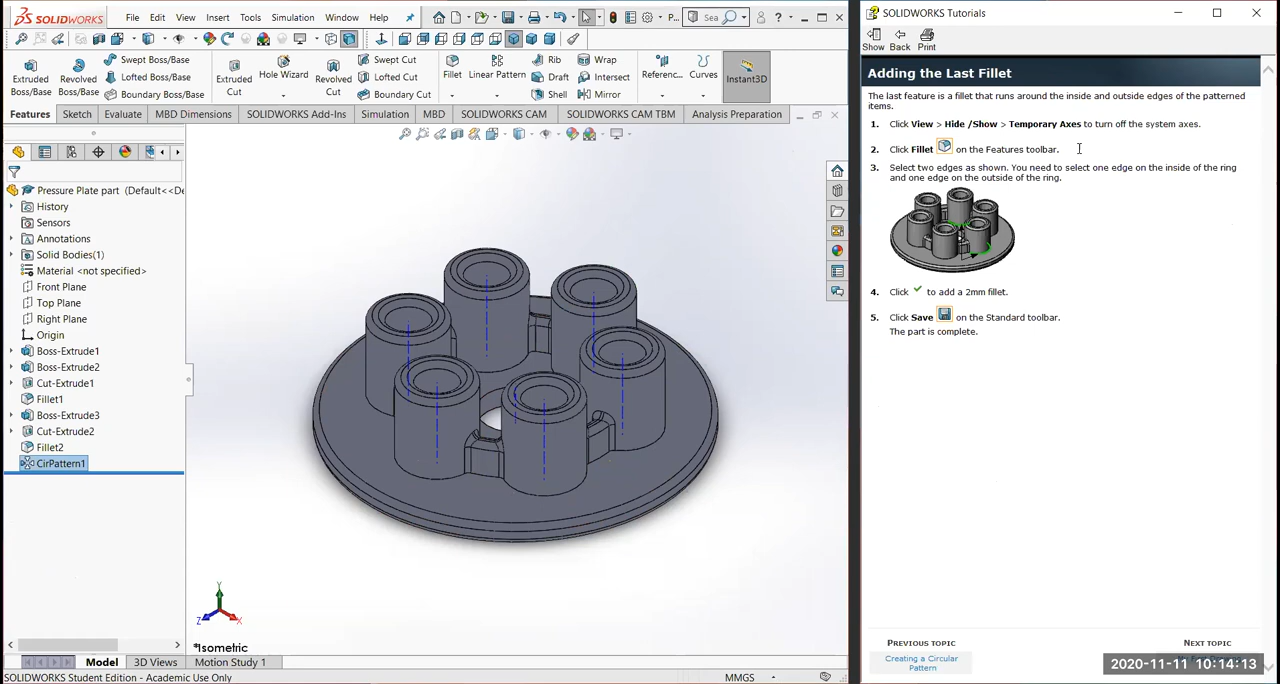 SOLIDWORKS
File
Edit
View
Insert
Tools
Simulation
Window
Help
P...
Sea
Extruded
Boss/Base
Revolved
Boss/Base
Swept Boss/Base
Lofted Boss/Base
Boundary Boss/Base
Extruded
Cut
Hole Wizard
Revolved
Cut
Swept Cut
Lofted Cut
Boundary Cut
Fillet
Linear Pattern
Rib
Draft
Shell
Wrap
Intersect
Mirror
Referenc...
Curves
Instant3D
Features
Sketch
Evaluate
MBD Dimensions
SOLIDWORKS Add-Ins
Simulation
MBD
SOLIDWORKS CAM
SOLIDWORKS CAM TBM
Analysis Preparation
Pressure Plate part (Default<<De
History
Sensors
Annotations
Solid Bodies(1)
Material <not specified>
Front Plane
Top Plane
Right Plane
Origin
Boss-Extrude1
Boss-Extrude2
Cut-Extrude1
Fillet1
Boss-Extrude3
Cut-Extrude2
Fillet2
CirPattern1
Y
Z
X
*Isometric
Model
3D Views
Motion Study 1
SOLIDWORKS Student Edition - Academic Use Only
MMGS
SOLIDWORKS Tutorials
Show
Back
Print
Adding the Last Fillet
The last feature is a fillet that runs around the inside and outside edges of the patterned
items.
1. Click View > Hide /Show > Temporary Axes to turn off the system axes.
2. Click Fillet on the Features toolbar.
3. Select two edges as shown. You need to select one edge on the inside of the ring
and one edge on the outside of the ring.
4. Click to add a 2mm fillet.
5. Click Save on the Standard toolbar.
The part is complete.
PREVIOUS TOPIC
Creating a Circular
Pattern
NEXT TOPIC
2020-11-11 10:14:13